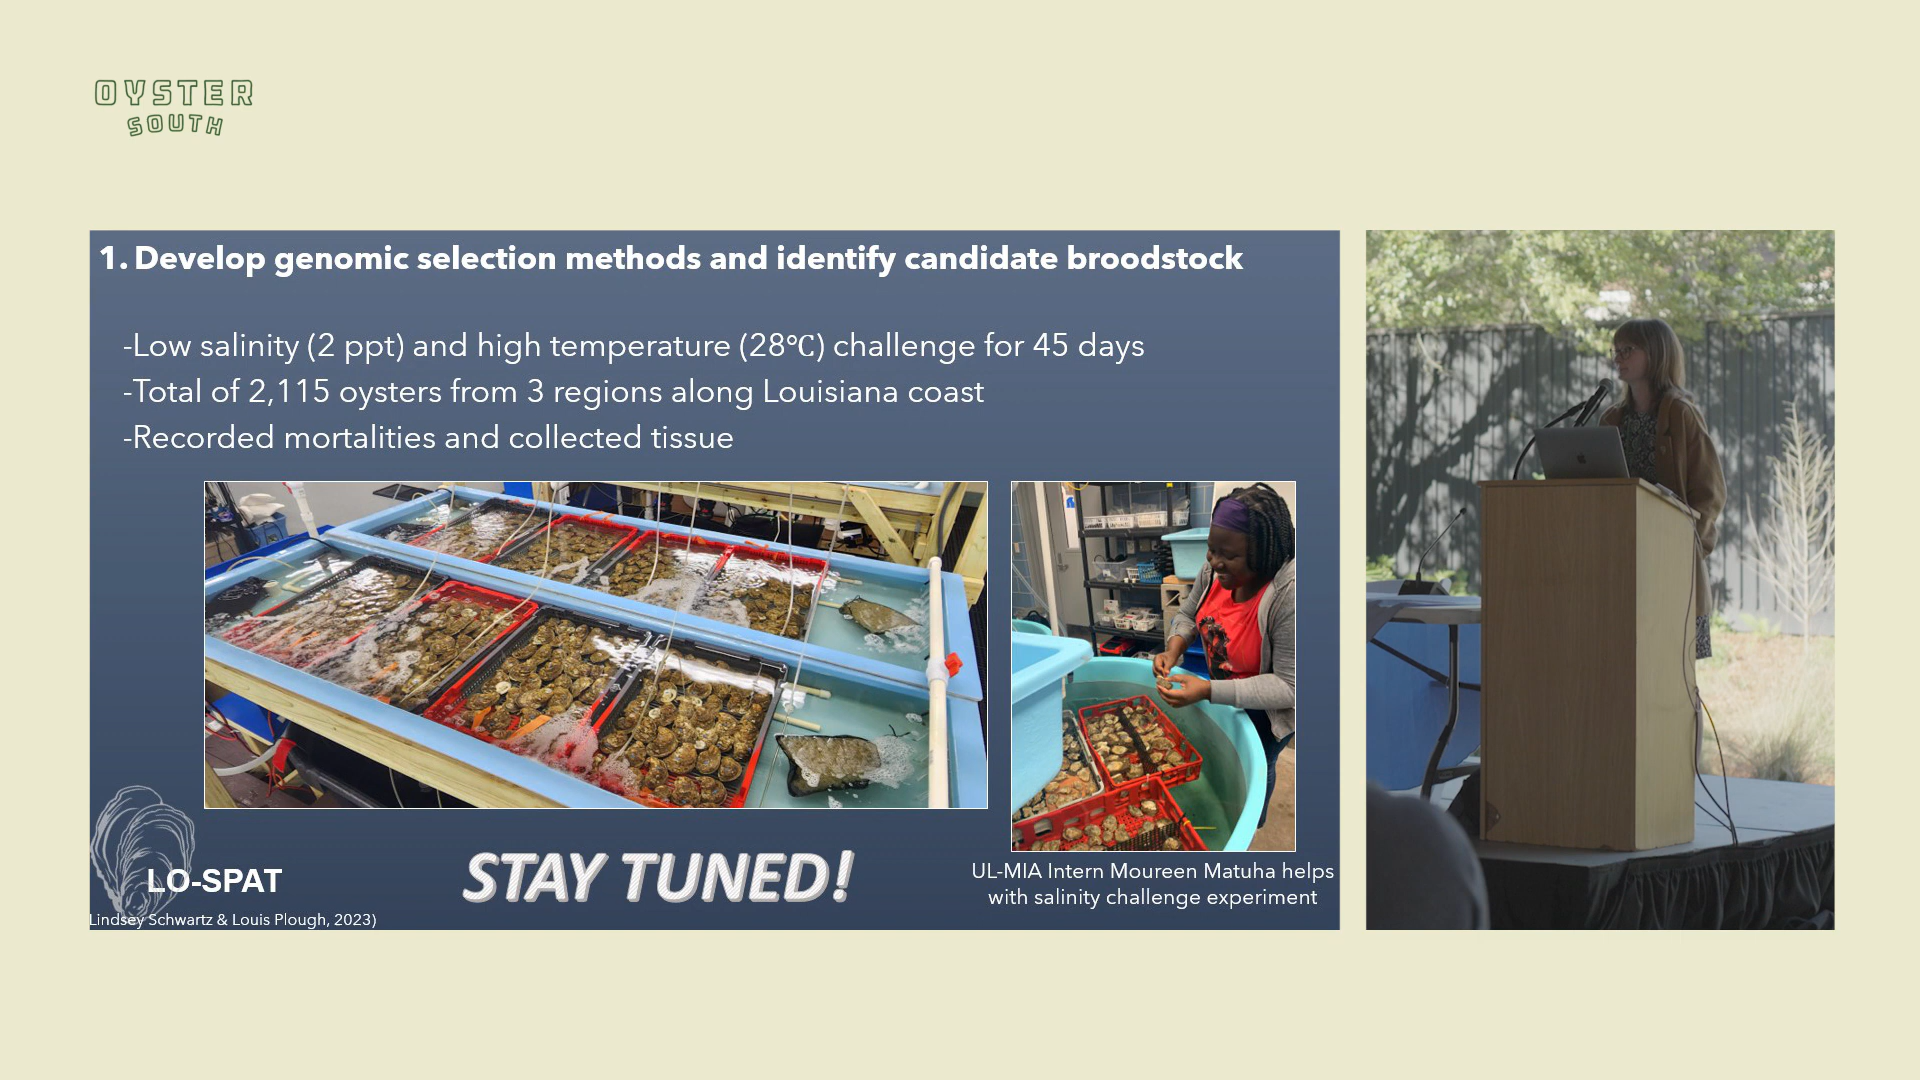 OYSTER
SOUTH
1. Develop genomic selection methods and identify candidate broodstock
-Low salinity (2 ppt) and high temperature (28℃) challenge for 45 days
-Total of 2,115 oysters from 3 regions along Louisiana coast
-Recorded mortalities and collected tissue
LO-SPAT
Lindsey Schwartz & Louis Plough, 2023)
STAY TUNED!
UL-MIA Intern Moureen Matuha helps
with salinity challenge experiment